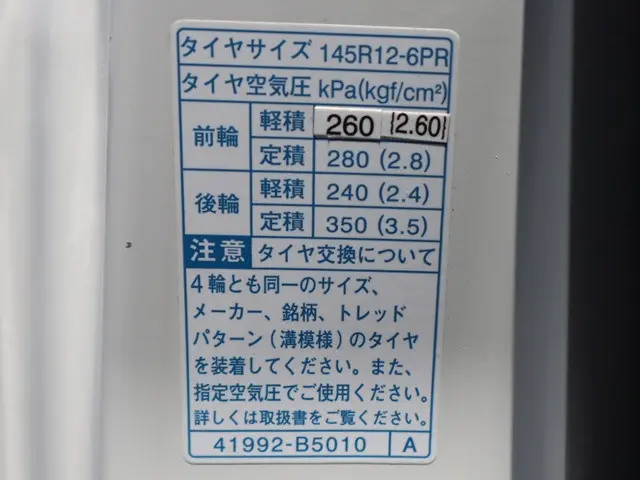 タイヤサイズ 145R12-6PR
タイヤ空気圧 kPa(kgf/cm²)
前輪 軽積 260 {2.60}
定積 280 (2.8)
後輪 軽積 240 (2.4)
定積 350 (3.5)
注意 タイヤ交換について
4輪とも同一のサイズ、
メーカー、銘柄、トレッド
パターン(溝模様)のタイヤ
を装着してください。また、
指定空気圧でご使用ください。
詳しくは取扱書をご覧ください。
41992-B5010 A